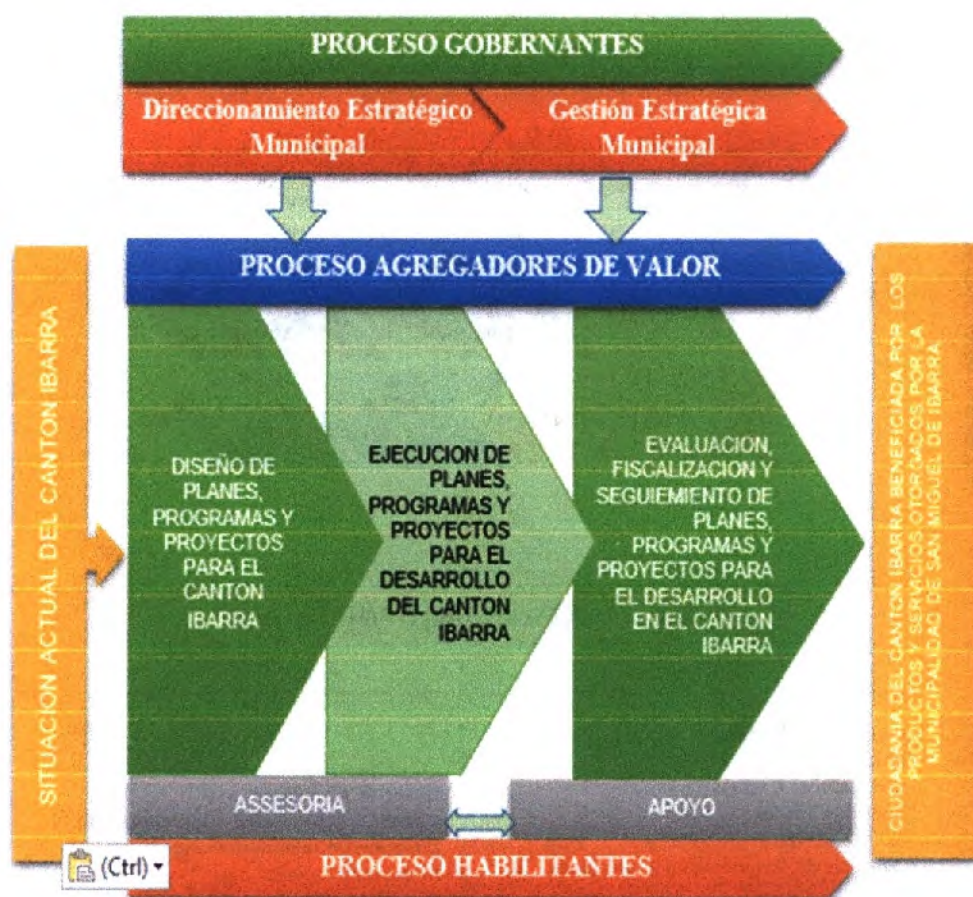 PROCESO GOBERNANTES
Direccionamiento Estratégico
Municipal
Gestión Estratégica
Municipal
PROCESO AGREGADORES DE VALOR
SITUACION ACTUAL DEL CANTON IBARRA
DISEÑO DE
PLANES,
PROGRAMAS Y
PROYECTOS
PARA EL
CANTON
IBARRA
EJECUCION DE
PLANES,
PROGRAMAS Y
PROYECTOS
PARA EL
DESARROLLO
DEL CANTON
IBARRA
EVALUACION,
FISCALIZACION Y
SEGUIEMIENTO DE
PLANES,
PROGRAMAS Y
PROYECTOS PARA
EL DESARROLLO
EN EL CANTON
IBARRA
CIUDADANIA DEL CANTON IBARRA BENEFICIADA POR LOS
PRODUCTOS Y SERVICIOS OTORGADOS POR LA
MUNICIPALIDAD DE SAN MIGUEL DE IBARRA
ASSESORIA
APOYO
(Ctrl)
PROCESO HABILITANTES